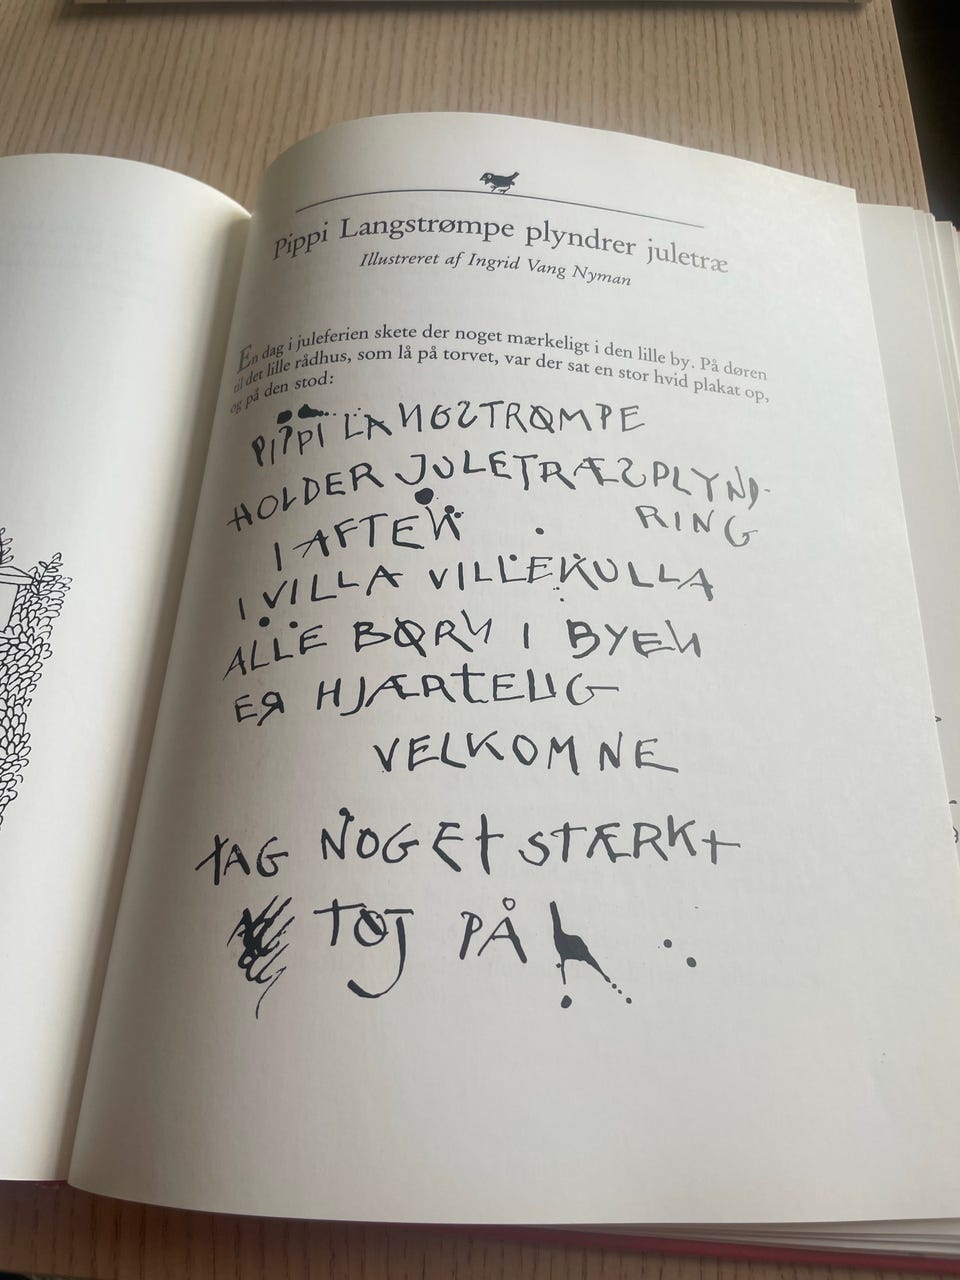 Pippi Langstrømpe plyndrer juletræ
Illustreret af Ingrid Vang Nyman
En dag i juleferien skete der noget mærkeligt i den lille by. På døren
til det lille rådhus, som lå på torvet, var der sat en stor hvid plakat op,
og på den stod:
PIPPI LANGSTRØMPE
HOLDER JULETRÆSPLYND-
RING
I AFTEN
I VILLA VILLEKULLA
ALLE BØRN I BYEN
ER HJÆRTELIG
VELKOMNE
TAG NOGET STÆRKT
TØJ PÅ